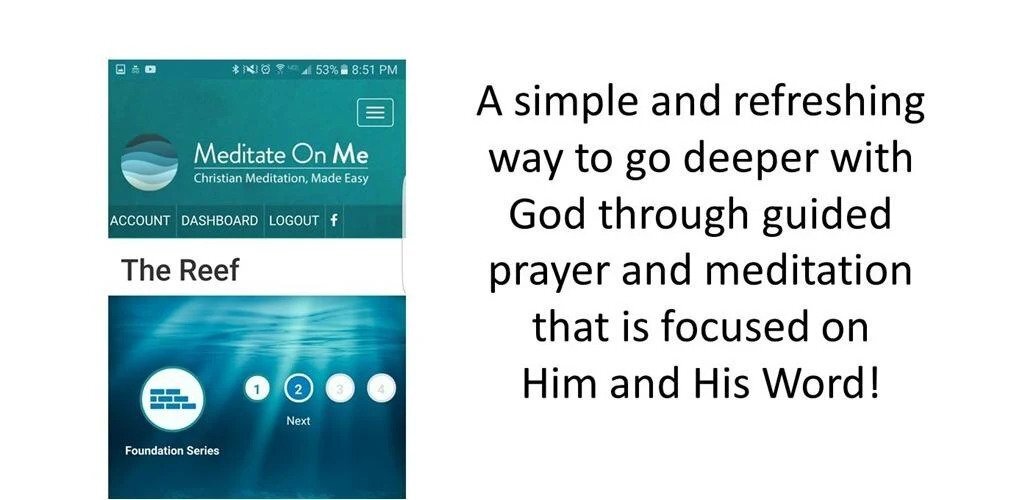 53% 8:51 PM
Meditate On Me
Christian Meditation, Made Easy
ACCOUNT DASHBOARD LOGOUT f
The Reef
1 2 3 4
Next
Foundation Series
A simple and refreshing
way to go deeper with
God through guided
prayer and meditation
that is focused on
Him and His Word!